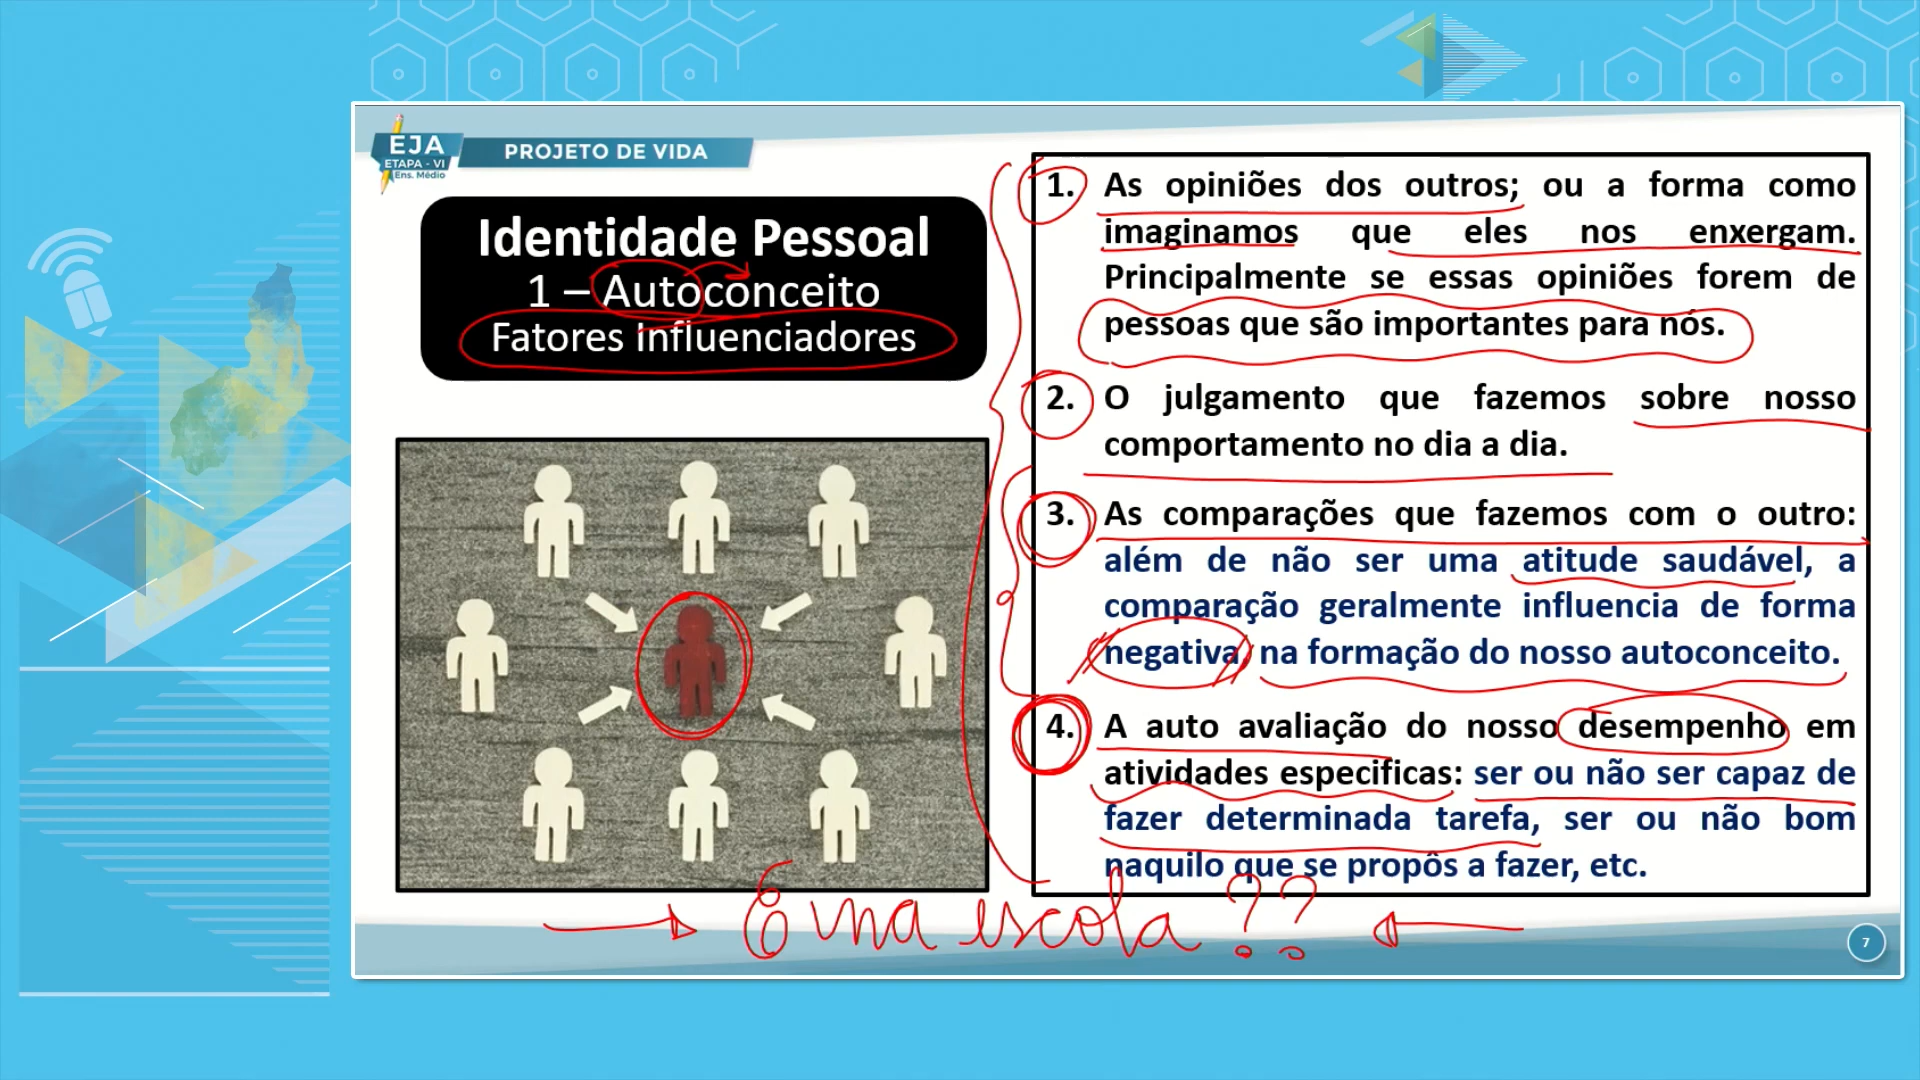 EJA
ETAPA - VI
Ens. Médio
PROJETO DE VIDA
Identidade Pessoal
1 – Autoconceito
Fatores influenciadores
1. As opiniões dos outros; ou a forma como
imaginamos que eles nos enxergam.
Principalmente se essas opiniões forem de
pessoas que são importantes para nós.
2. O julgamento que fazemos sobre nosso
comportamento no dia a dia.
3. As comparações que fazemos com o outro:
além de não ser uma atitude saudável, a
comparação geralmente influencia de forma
negativa, na formação do nosso autoconceito.
4. A auto avaliação do nosso desempenho em
atividades especificas: ser ou não ser capaz de
fazer determinada tarefa, ser ou não bom
naquilo que se propôs a fazer, etc.
É na escola??
7